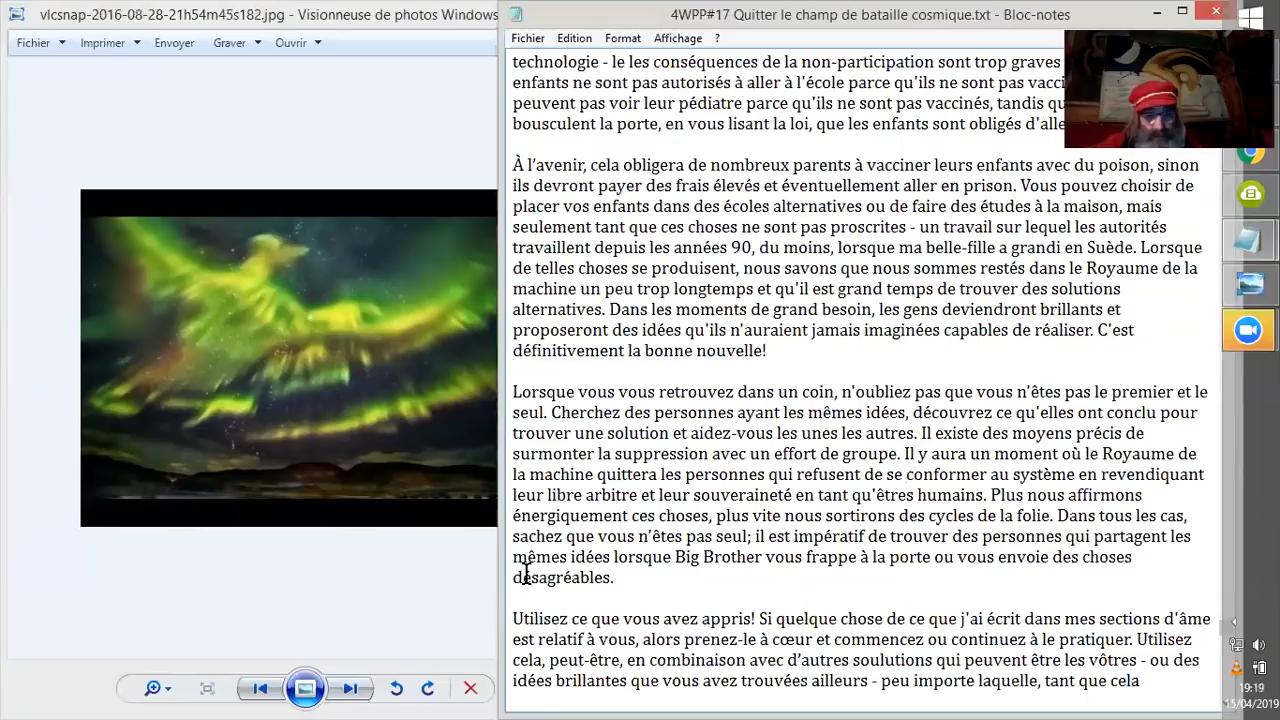 vlcsnap-2016-08-28-21h54m45s182.jpg - Visionneuse de photos Windows
Fichier Imprimer Envoyer Graver Ouvrir
4WPP#17 Quitter le champ de bataille cosmique.txt - Bloc-notes
Fichier Edition Format Affichage ?
technologie - le les conséquences de la non-participation sont trop graves
enfants ne sont pas autorisés à aller à l'école parce qu'ils ne sont pas vacci
peuvent pas voir leur pédiatre parce qu'ils ne sont pas vaccinés, tandis qu
bousculent la porte, en vous lisant la loi, que les enfants sont obligés d'alle
À l’avenir, cela obligera de nombreux parents à vacciner leurs enfants avec du poison, sinon
ils devront payer des frais élevés et éventuellement aller en prison. Vous pouvez choisir de
placer vos enfants dans des écoles alternatives ou de faire des études à la maison, mais
seulement tant que ces choses ne sont pas proscrites - un travail sur lequel les autorités
travaillent depuis les années 90, du moins, lorsque ma belle-fille a grandi en Suède. Lorsque
de telles choses se produisent, nous savons que nous sommes restés dans le Royaume de la
machine un peu trop longtemps et qu'il est grand temps de trouver des solutions
alternatives. Dans les moments de grand besoin, les gens deviendront brillants et
proposeront des idées qu'ils n'auraient jamais imaginées capables de réaliser. C'est
définitivement la bonne nouvelle!
Lorsque vous vous retrouvez dans un coin, n'oubliez pas que vous n'êtes pas le premier et le
seul. Cherchez des personnes ayant les mêmes idées, découvrez ce qu'elles ont conclu pour
trouver une solution et aidez-vous les unes les autres. Il existe des moyens précis de
surmonter la suppression avec un effort de groupe. Il y aura un moment où le Royaume de
la machine quittera les personnes qui refusent de se conformer au système en revendiquant
leur libre arbitre et leur souveraineté en tant qu'êtres humains. Plus nous affirmons
énergiquement ces choses, plus vite nous sortirons des cycles de la folie. Dans tous les cas,
sachez que vous n'êtes pas seul; il est impératif de trouver des personnes qui partagent les
mêmes idées lorsque Big Brother vous frappe à la porte ou vous envoie des choses
désagréables.
Utilisez ce que vous avez appris! Si quelque chose de ce que j'ai écrit dans mes sections d'âme
est relatif à vous, alors prenez-le à cœur et commencez ou continuez à le pratiquer. Utilisez
cela, peut-être, en combinaison avec d’autres soulutions qui peuvent être les vôtres - ou des
idées brillantes que vous avez trouvées ailleurs - peu importe laquelle, tant que cela
19:19
15/04/2019